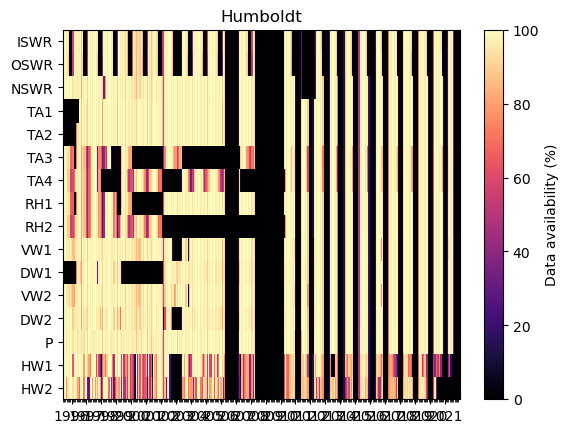 Humboldt
ISWR
OSWR
NSWR
TA1
TA2
TA3
TA4
RH1
RH2
VW1
DW1
VW2
DW2
P
HW1
HW2
100
80
60
40
20
0
Data availability (%)